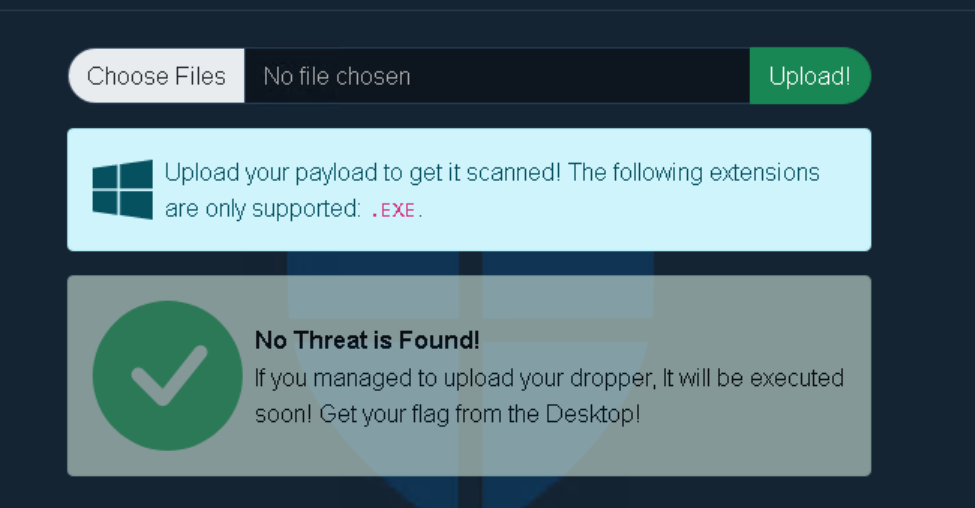 Choose Files No file chosen Upload!
Upload your payload to get it scanned! The following extensions
are only supported: .EXE.
No Threat is Found!
If you managed to upload your dropper, It will be executed
soon! Get your flag from the Desktop!